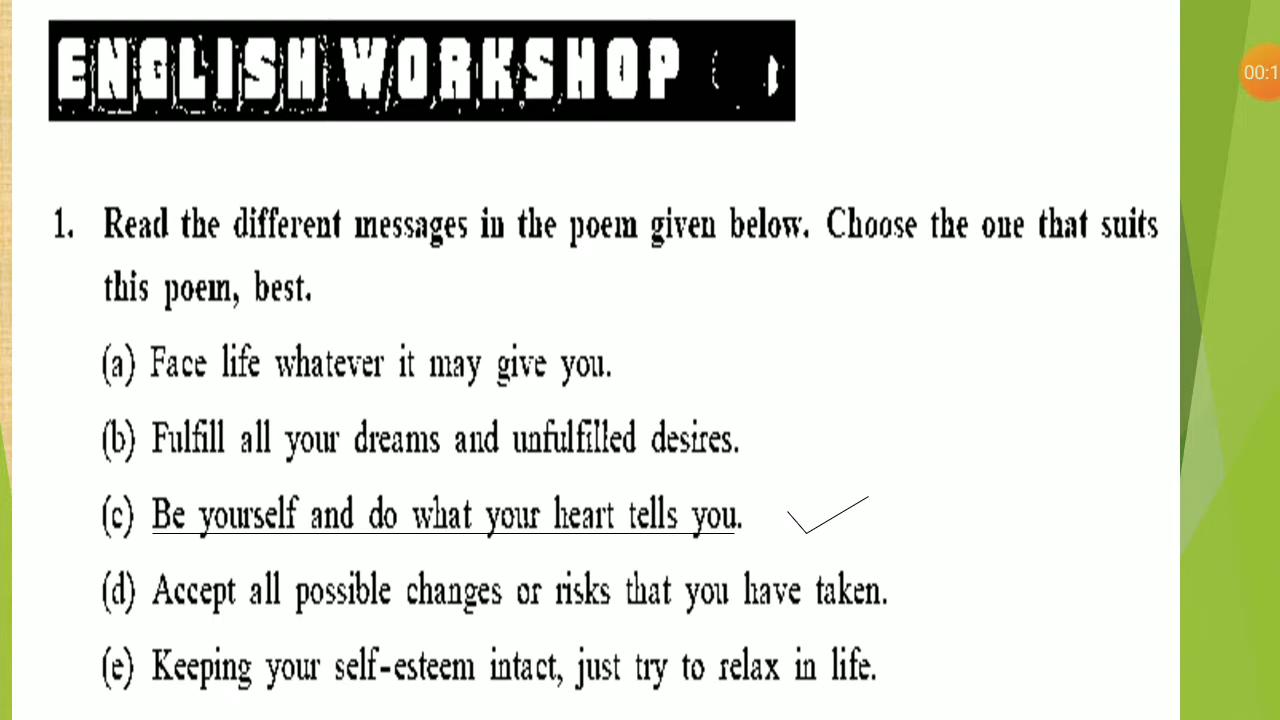 ENGLISH WORKSHOP
00:1
1. Read the different messages in the poem given below. Choose the one that suits
this poem, best.
(a) Face life whatever it may give you.
(b) Fulfill all your dreams and unfulfilled desires.
(c) Be yourself and do what your heart tells you.
(d) Accept all possible changes or risks that you have taken.
(e) Keeping your self-esteem intact, just try to relax in life.